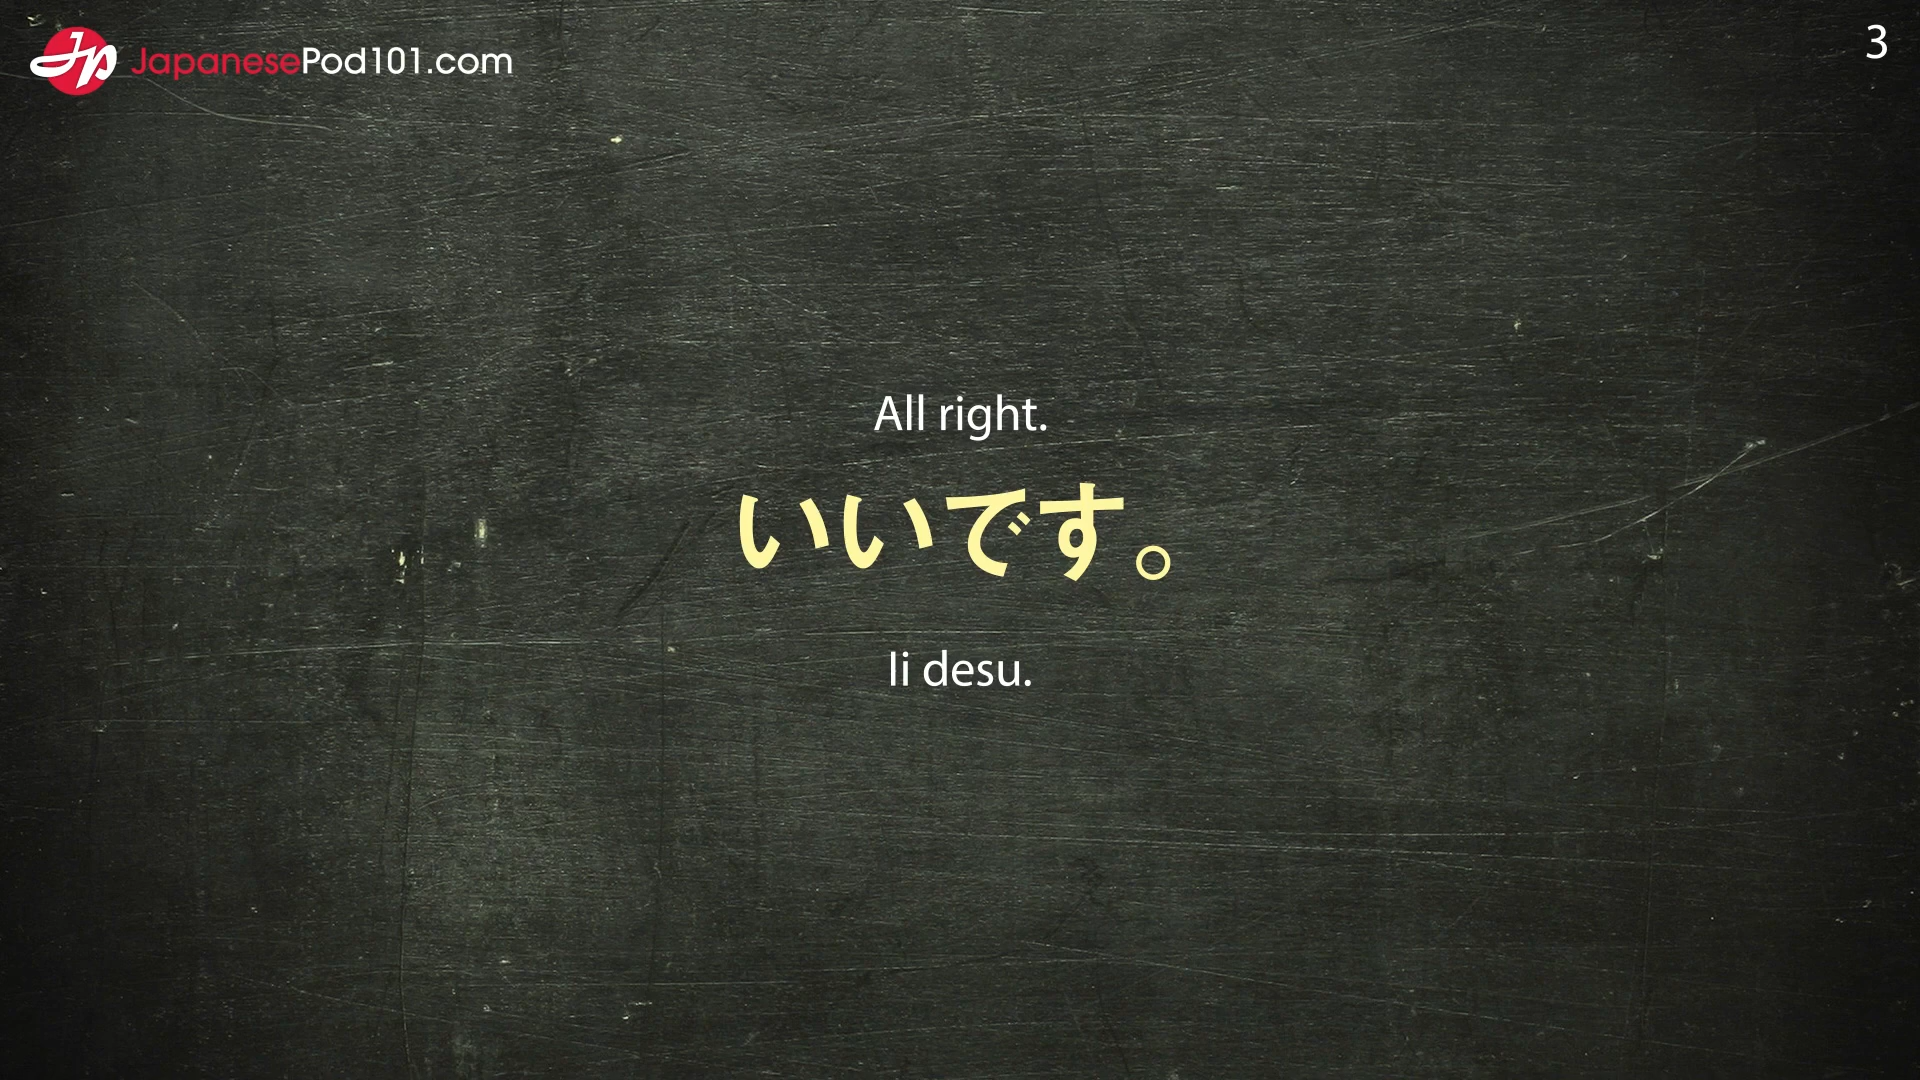 JapanesePod101.com
3
All right.
いいです。
Ii desu.